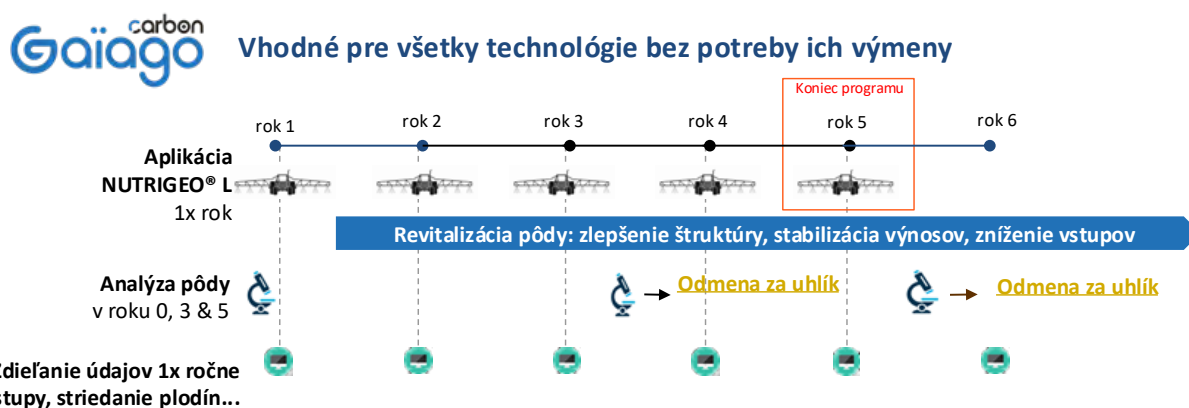 carbon
Gaïago
Vhodné pre všetky technológie bez potreby ich výmeny
Koniec programu
rok 1
rok 2
rok 3
rok 4
rok 5
rok 6
Aplikácia
NUTRIGEO® L
1x rok
Revitalizácia pôdy: zlepšenie štruktúry, stabilizácia výnosov, zníženie vstupov
Analýza pôdy
v roku 0, 3 & 5
Odmena za uhlík
Odmena za uhlík
Zdieľanie údajov 1x ročne
stupy, striedanie plodín...